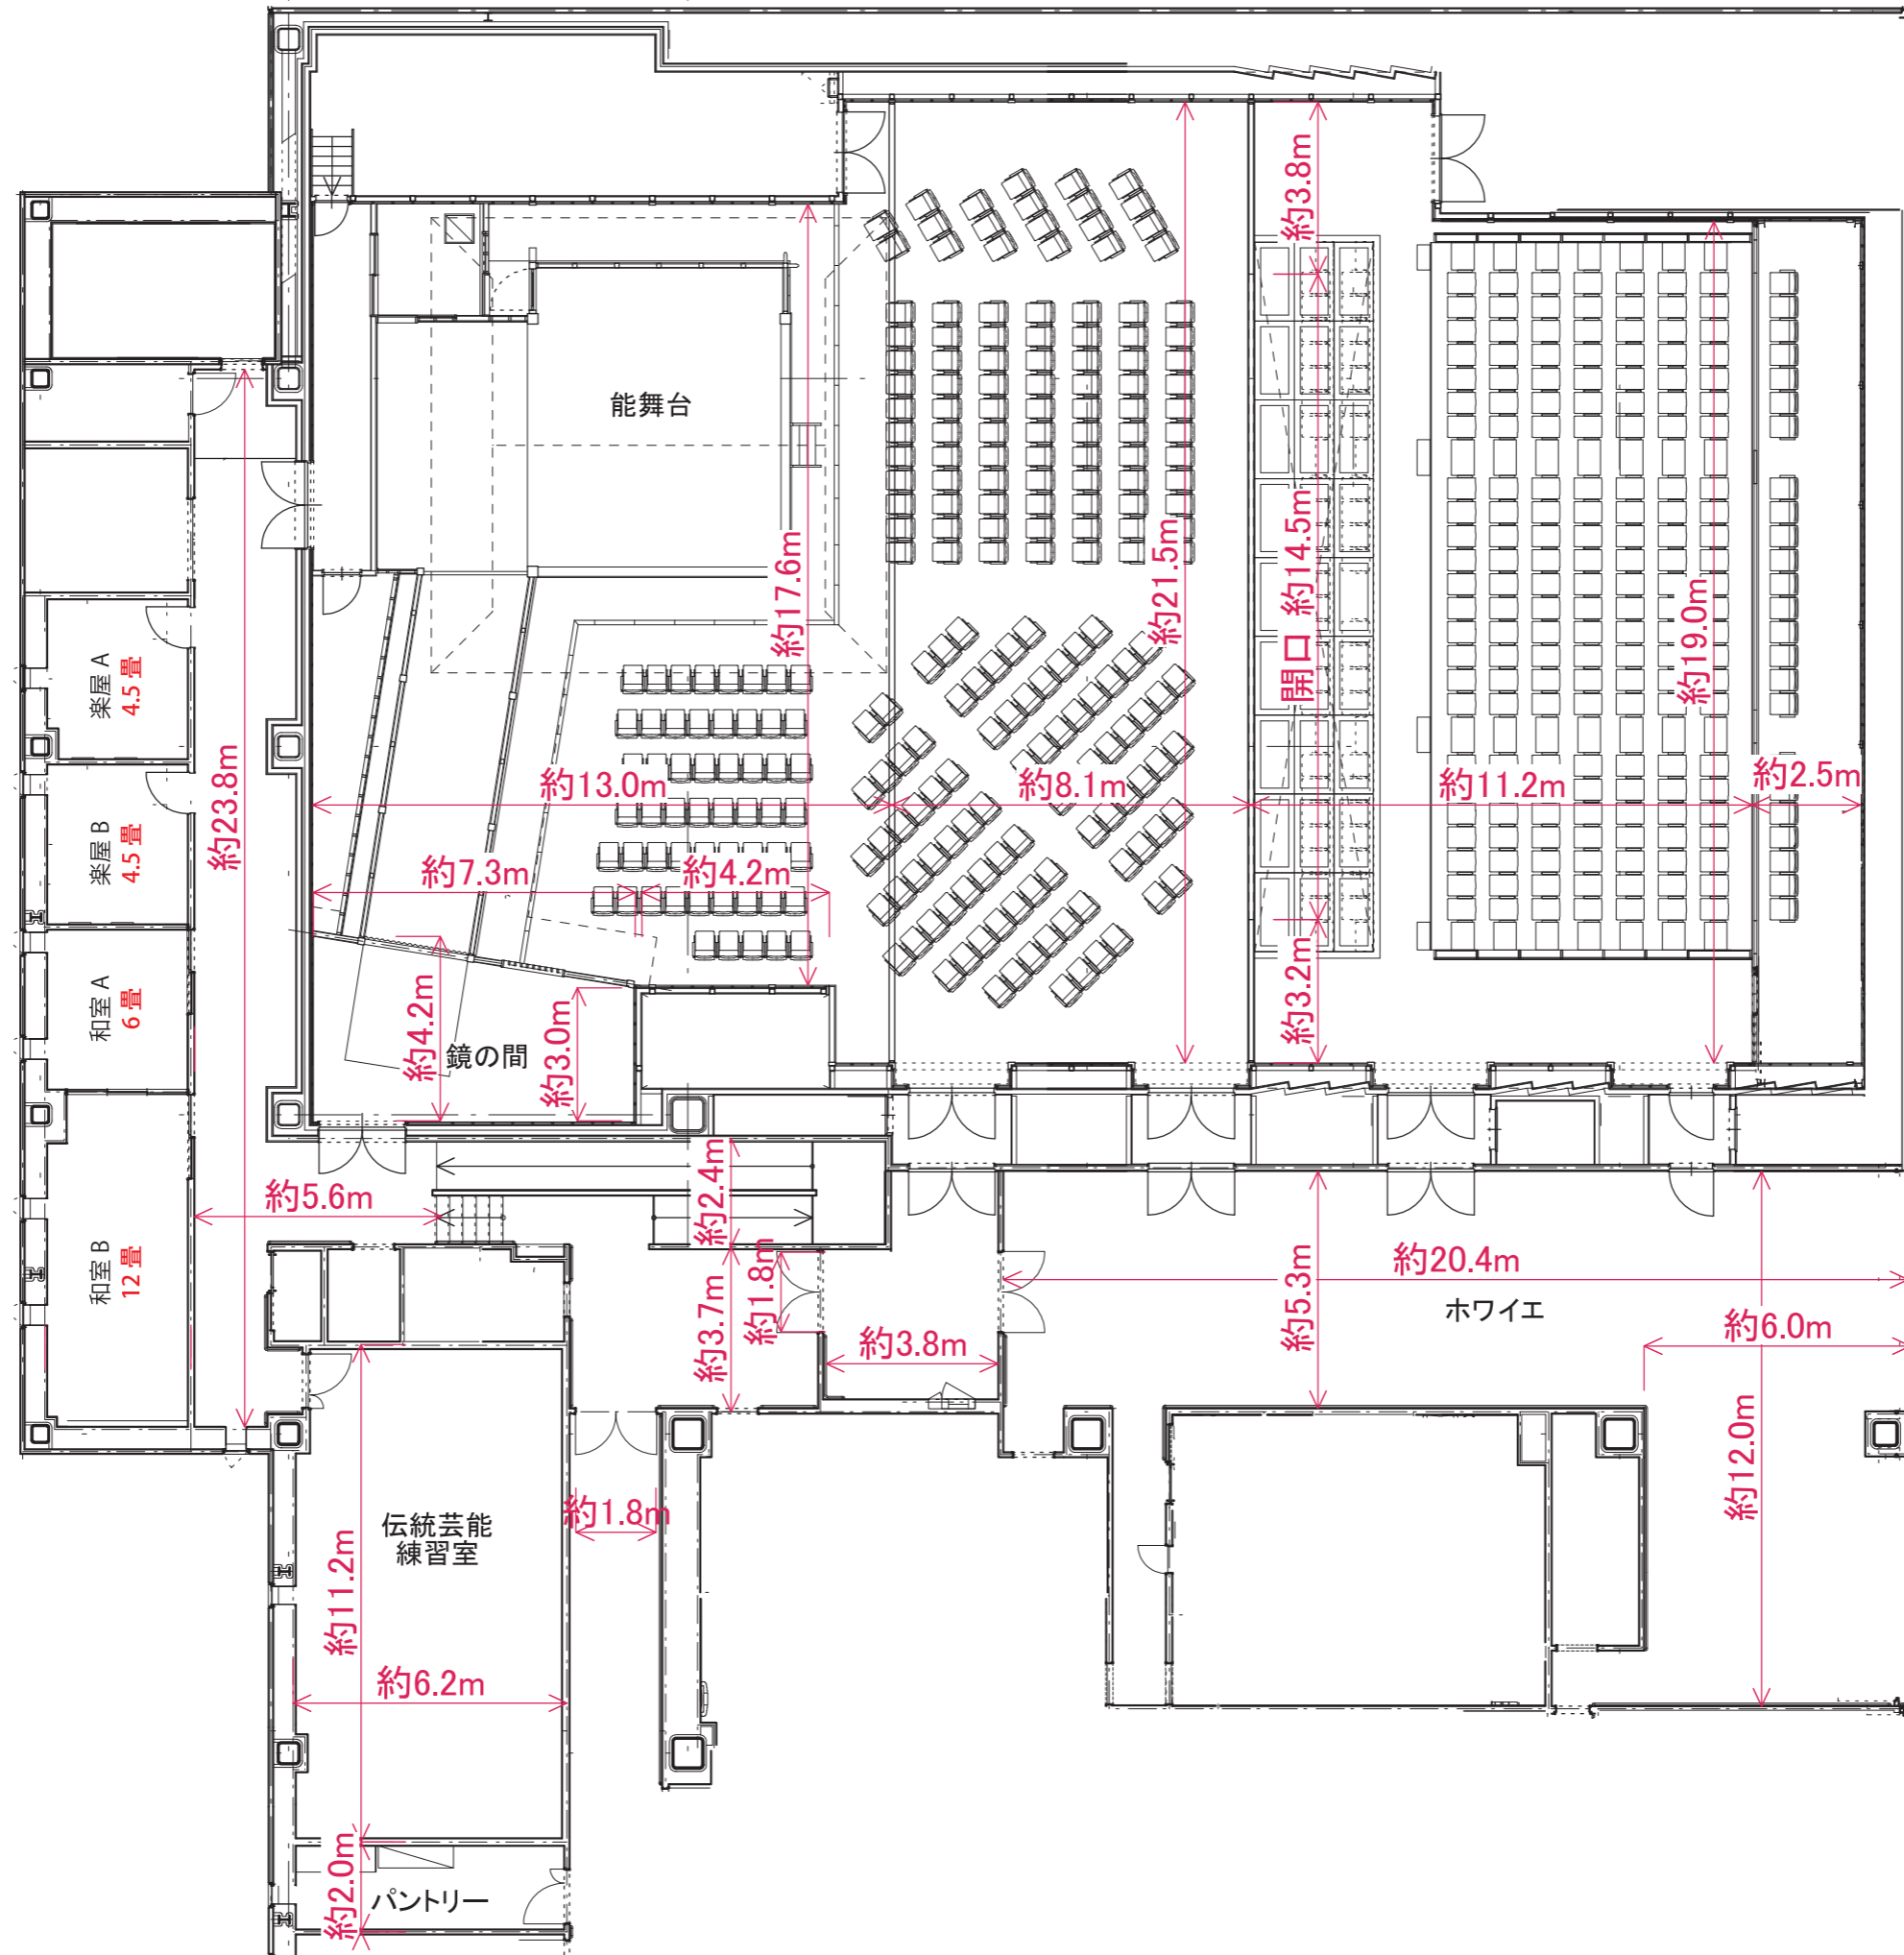 約3.8m
能舞台
約17.6m
約21.5m
開口 約14.5m
約19.0m
楽屋 A
4.5 畳
楽屋 B
4.5 畳
和室 A
6 畳
和室 B
12 畳
約23.8m
約13.0m
約8.1m
約11.2m
約2.5m
約7.3m
約4.2m
約4.2m
鏡の間
約3.0m
約3.2m
約5.6m
約2.4m
約3.7m
約1.8m
約3.8m
約5.3m
約20.4m
ホワイエ
約6.0m
約12.0m
約1.8m
伝統芸能
練習室
約11.2m
約6.2m
約2.0m
パントリー